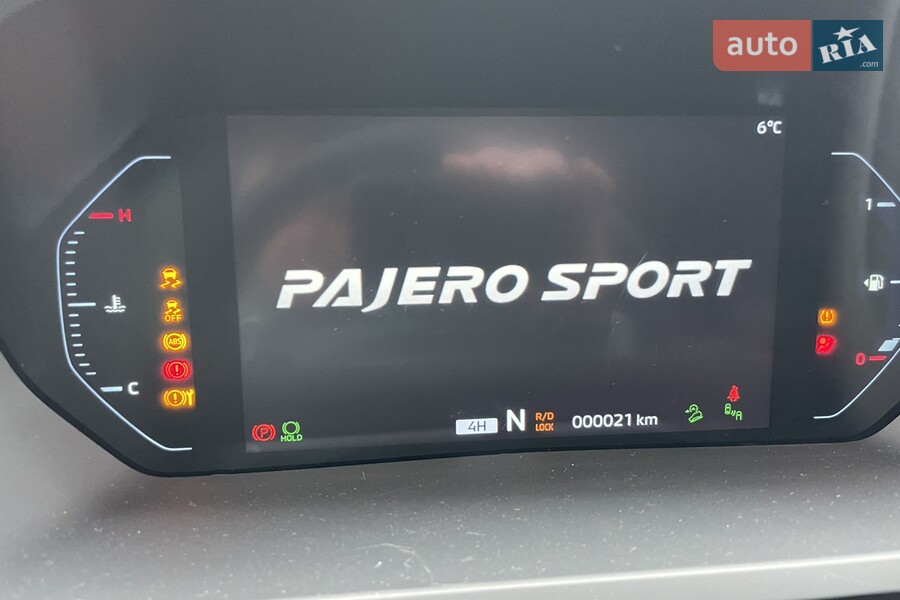 auto RIA .com
6°C
H
1
OFF
PAJERO SPORT
ABS
C
0
P
HOLD
4H
N
R/D
LOCK
000021 km
A